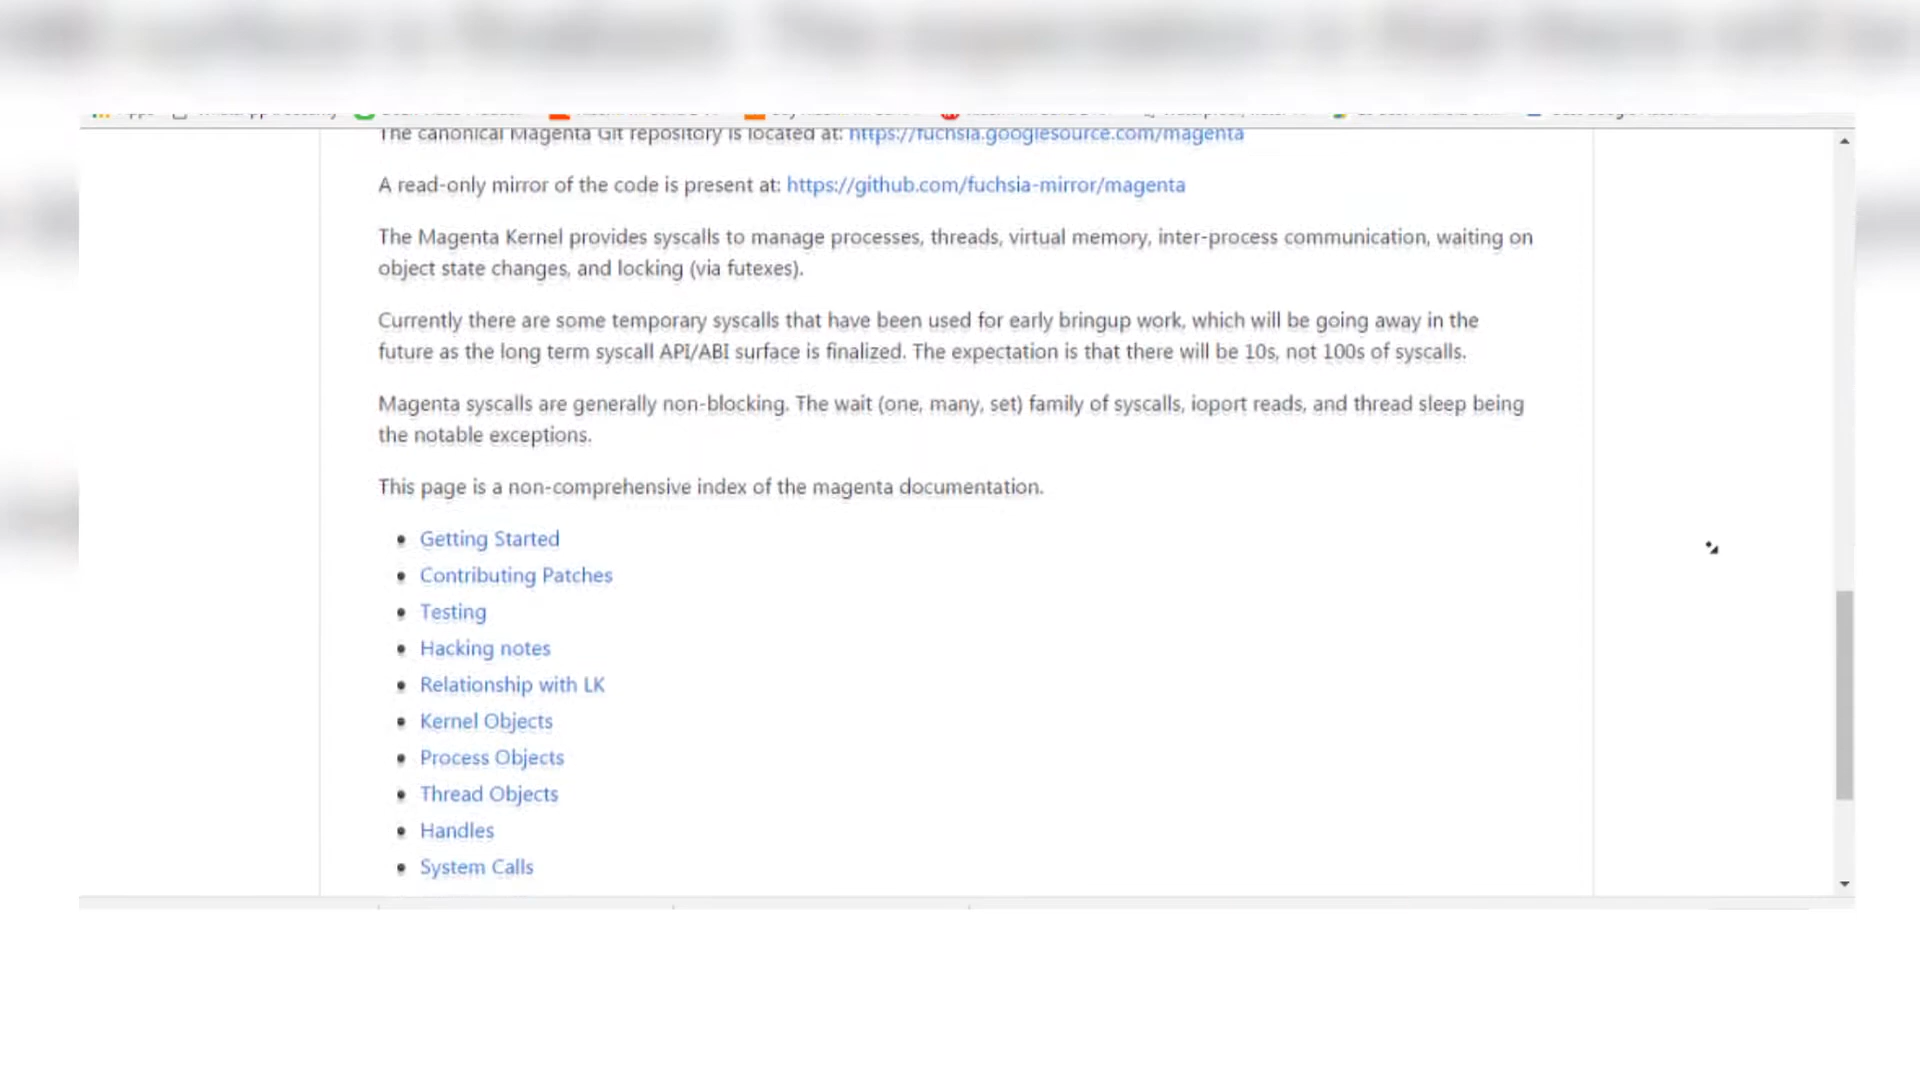 The canonical Magenta Git repository is located at: https://fuchsia.googlesource.com/magenta
A read-only mirror of the code is present at: https://github.com/fuchsia-mirror/magenta
The Magenta Kernel provides syscalls to manage processes, threads, virtual memory, inter-process communication, waiting on
object state changes, and locking (via futexes).
Currently there are some temporary syscalls that have been used for early bringup work, which will be going away in the
future as the long term syscall API/ABI surface is finalized. The expectation is that there will be 10s, not 100s of syscalls.
Magenta syscalls are generally non-blocking. The wait (one, many, set) family of syscalls, ioport reads, and thread sleep being
the notable exceptions.
This page is a non-comprehensive index of the magenta documentation.
Getting Started
Contributing Patches
Testing
Hacking notes
Relationship with LK
Kernel Objects
Process Objects
Thread Objects
Handles
System Calls